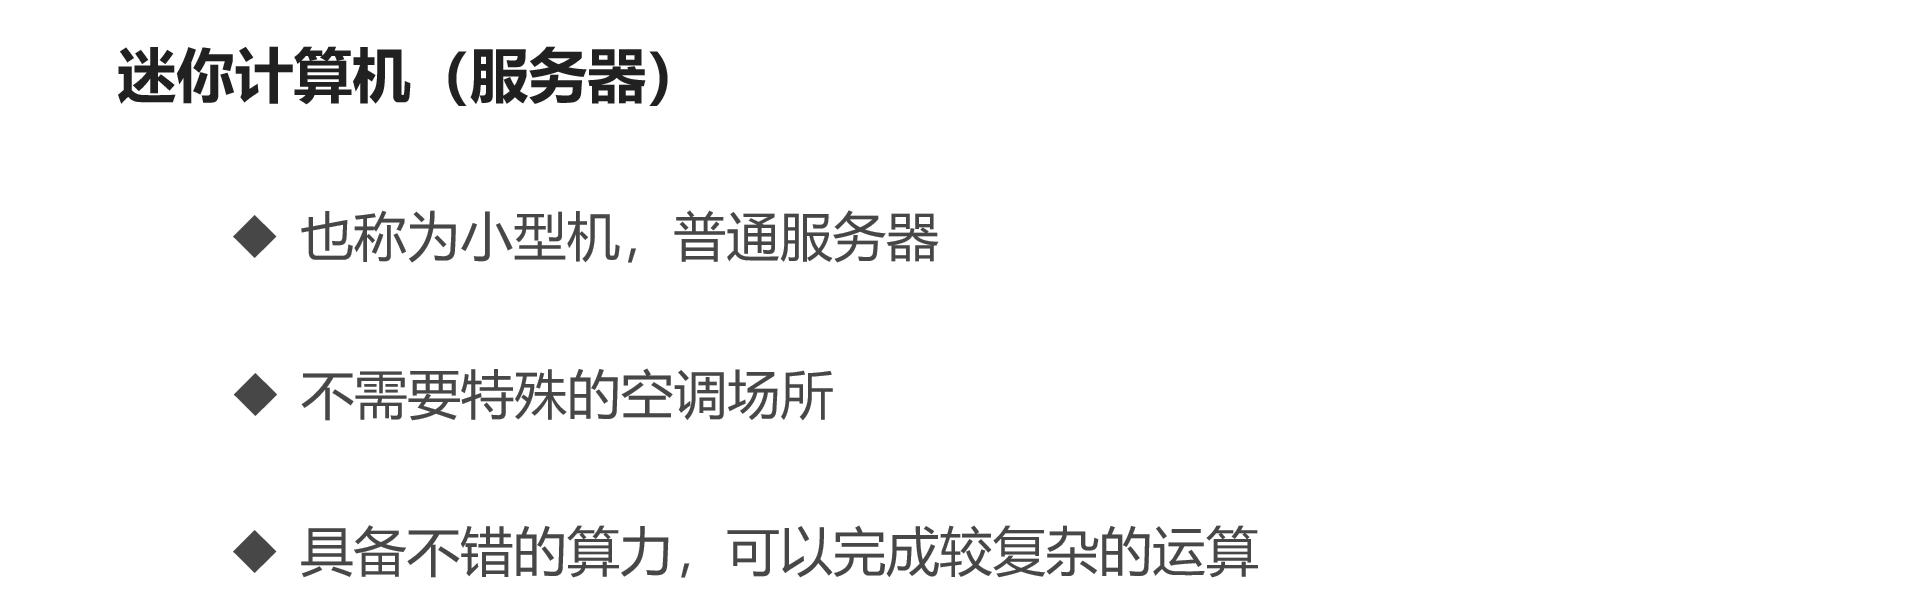 迷你计算机（服务器）
◆ 也称为小型机，普通服务器
◆ 不需要特殊的空调场所
◆ 具备不错的算力，可以完成较复杂的运算